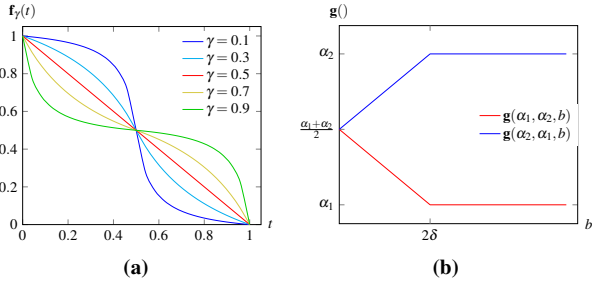 f_γ(t)
1
0.8
0.6
0.4
0.2
0
0
0.2
0.4
0.6
0.8
1
t
γ = 0.1
γ = 0.3
γ = 0.5
γ = 0.7
γ = 0.9
(a)
g()
α₂
α₁+α₂
2
α₁
2δ
b
g(α₁, α₂, b)
g(α₂, α₁, b)
(b)